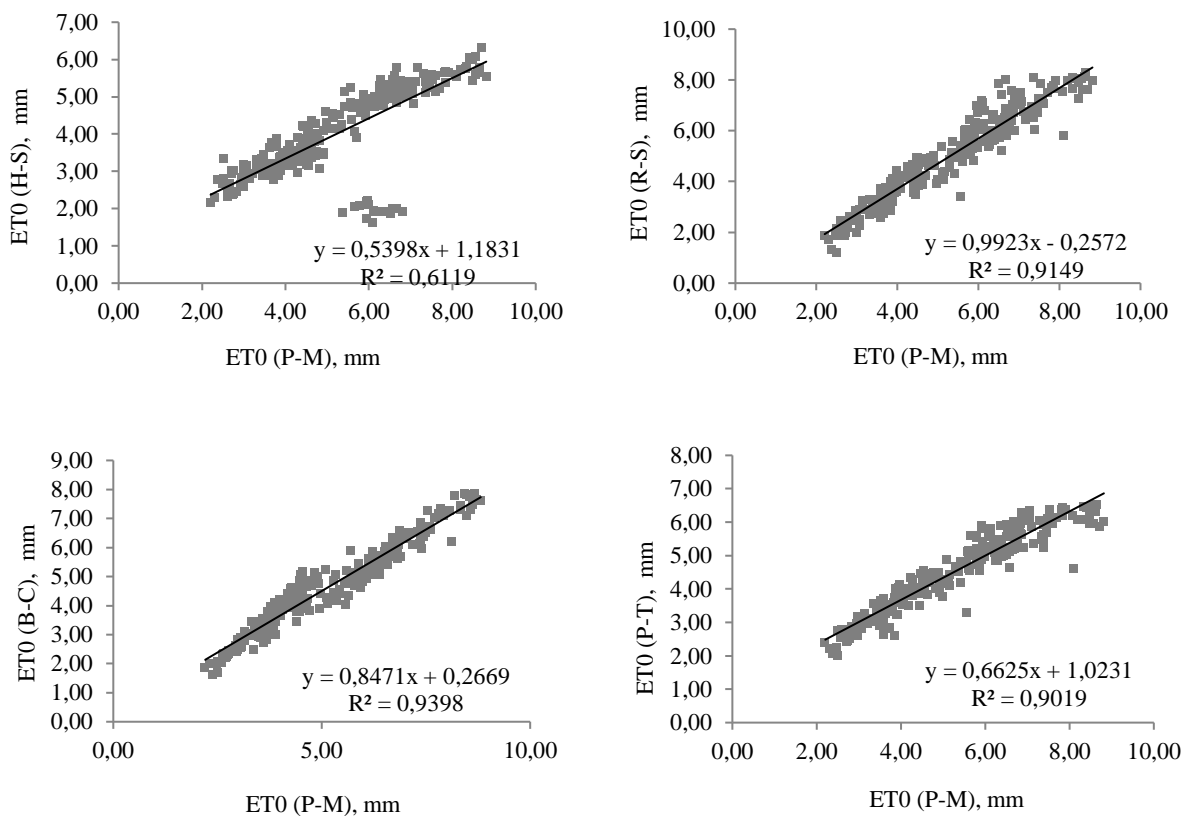 7,00
6,00
5,00
4,00
3,00
2,00
1,00
0,00
ET0 (H-S), mm
y = 0,5398x + 1,1831
R² = 0,6119
0,00 2,00 4,00 6,00 8,00 10,00
ET0 (P-M), mm
10,00
8,00
6,00
4,00
2,00
0,00
ET0 (R-S), mm
y = 0,9923x - 0,2572
R² = 0,9149
0,00 2,00 4,00 6,00 8,00 10,00
ET0 (P-M), mm
9,00
8,00
7,00
6,00
5,00
4,00
3,00
2,00
1,00
0,00
ET0 (B-C), mm
y = 0,8471x + 0,2669
R² = 0,9398
0,00 5,00 10,00
ET0 (P-M), mm
8,00
7,00
6,00
5,00
4,00
3,00
2,00
1,00
0,00
ET0 (P-T), mm
y = 0,6625x + 1,0231
R² = 0,9019
0,00 2,00 4,00 6,00 8,00 10,00
ET0 (P-M), mm